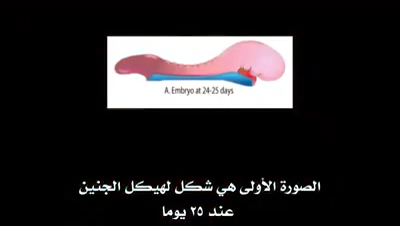 A. Embryo at 24-25 days
الصورة الأولى هي شكل لهيكل الجنين
عند ٢٥ يوما